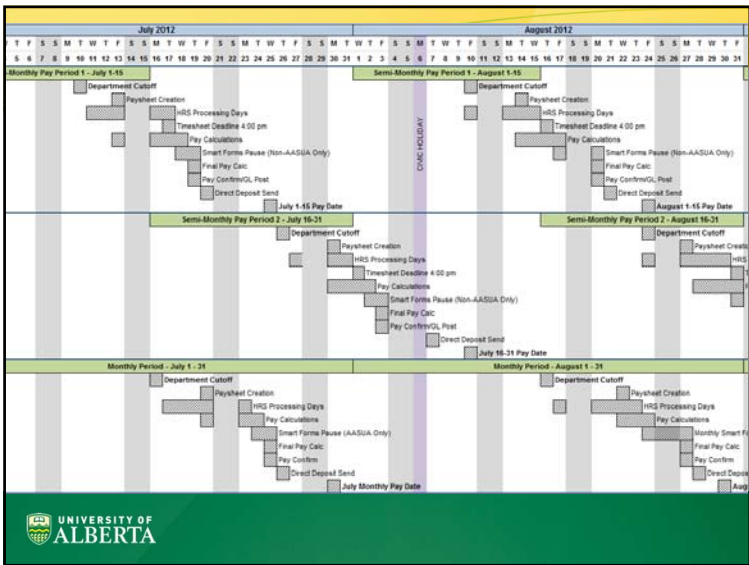 July 2012 August 2012
T F S S M T W T F S S M T W T F S S M T W T F S S M T W T F S S M T W T F S S M T W T F S S M T W T F S S M T W T F
5 6 7 8 9 10 11 12 13 14 15 16 17 18 19 20 21 22 23 24 25 26 27 28 29 30 31 1 2 3 4 5 6 7 8 9 10 11 12 13 14 15 16 17 18 19 20 21 22 23 24 25 26 27 28 29 30 31
-Monthly Pay Period 1 - July 1-15 Semi-Monthly Pay Period 1 - August 1-15
Department Cutoff Department Cutoff
Paysheet Creation Paysheet Creation
HRS Processing Days HRS Processing Days
Timesheet Deadline 4:00 pm Timesheet Deadline 4:00 pm
Pay Calculations Pay Calculations
CIVIC HOLIDAY
Smart Forms Pause (Non-AASUA Only) Smart Forms Pause (Non-AASUA Only)
Final Pay Calc Final Pay Calc
Pay Confirm/GL Post Pay Confirm/GL Post
Direct Deposit Send Direct Deposit Send
July 1-15 Pay Date August 1-15 Pay Date
Semi-Monthly Pay Period 2 - July 16-31 Semi-Monthly Pay Period 2 - August 16-31
Department Cutoff Department Cutoff
Paysheet Creation Paysheet Creatio
HRS Processing Days HRS
Timesheet Deadline 4:00 pm
Pay Calculations
Smart Forms Pause (Non-AASUA Only)
Final Pay Calc
Pay Confirm/GL Post
Direct Deposit Send
July 16-31 Pay Date
Monthly Period - July 1 - 31 Monthly Period - August 1 - 31
Department Cutoff Department Cutoff
Paysheet Creation Paysheet Creation
HRS Processing Days HRS Processing Days
Pay Calculations Pay Calculations
Smart Forms Pause (AASUA Only) Monthly Smart F
Final Pay Calc Final Pay Calc
Pay Confirm Pay Confirm
Direct Deposit Send Direct Depos
July Monthly Pay Date Aug
UNIVERSITY OF
ALBERTA